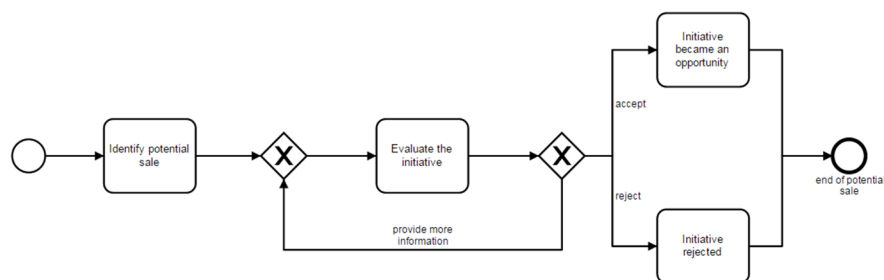 Initiative
became an
opportunity
accept
Identify potential
sale
X
Evaluate the
initiative
X
end of potential
sale
reject
provide more
information
Initiative
rejected